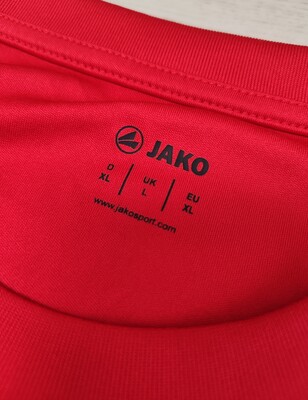 JAKO
D | UK | EU
XL | L | XL
www.jakosport.com